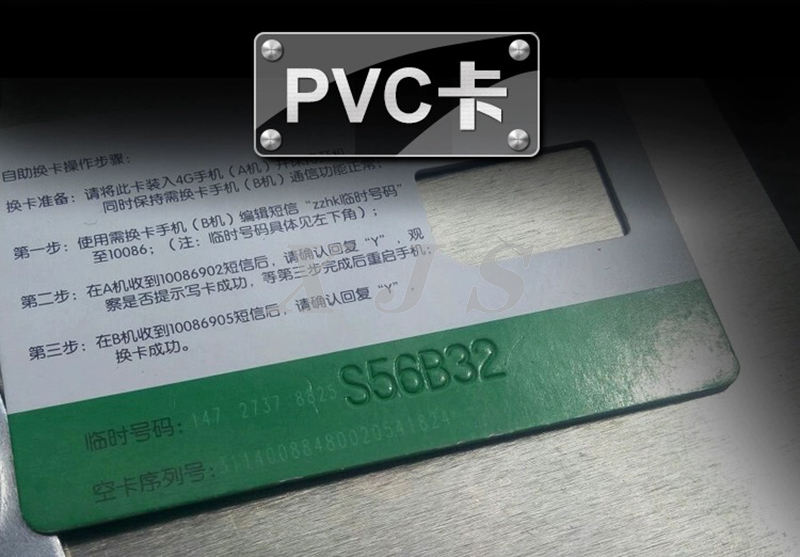 PVC卡
自助换卡操作步骤：
换卡准备：请将此卡装入4G手机（A机）
同时保持需换卡手机（B机）通信功能正常；
第一步：使用需换卡手机（B机）编辑短信“zzhk临时号码”
至10086；（注：临时号码具体见左下角）；
第二步：在A机收到10086902短信后，请确认回复“Y”，观
察是否提示写卡成功，等第三步完成后重启手机；
第三步：在B机收到10086905短信后，请确认回复“Y”，
换卡成功。
XJS
S56B32
临时号码：147 2737 8825
空卡序列号：